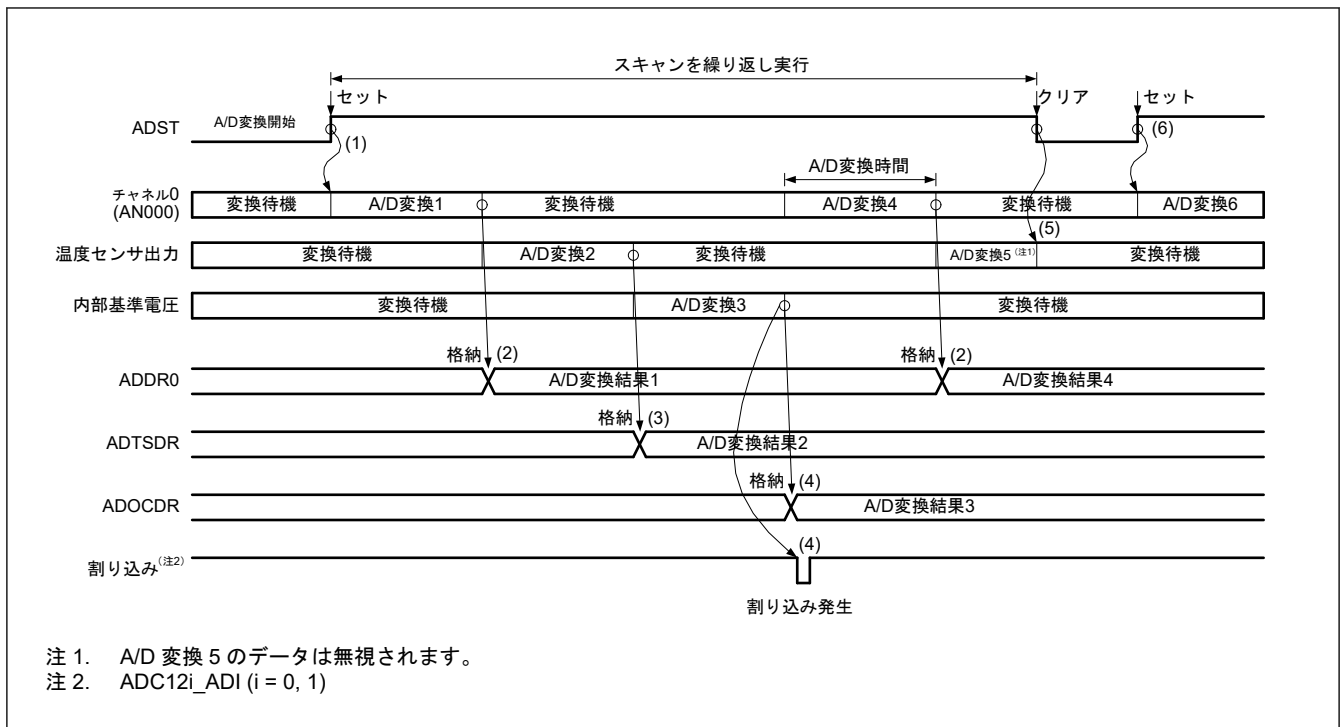 スキャンを繰り返し実行
セット
クリア
セット
ADST
A/D変換開始
(1)
(6)
A/D変換時間
チャネル0
(AN000)
変換待機
A/D変換1
変換待機
A/D変換4
変換待機
A/D変換6
(5)
温度センサ出力
変換待機
A/D変換2
変換待機
A/D変換5(注1)
変換待機
内部基準電圧
変換待機
A/D変換3
変換待機
格納
(2)
格納
(2)
ADDR0
A/D変換結果1
A/D変換結果4
格納
(3)
ADTSDR
A/D変換結果2
格納
(4)
ADOCDR
A/D変換結果3
(4)
割り込み(注2)
割り込み発生
注 1. A/D 変換 5 のデータは無視されます。
注 2. ADC12i_ADI (i = 0, 1)